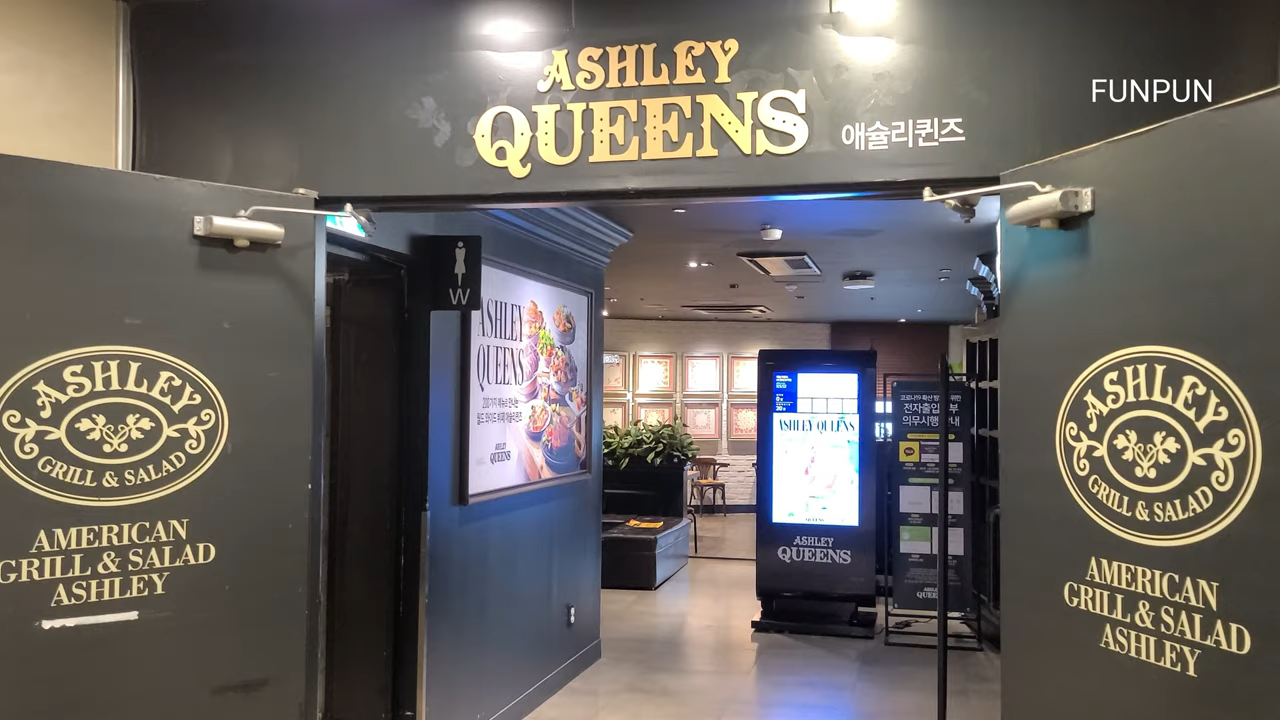 ASHLEY
QUEENS
애슐리퀸즈
FUNPUN
W
ASHLEY
QUEENS
ASHLEY
QUEENS
ASHLEY QUEENS
ASHLEY
QUEENS
전자출입
의무시행
ASHLEY
GRILL & SALAD
AMERICAN
GRILL & SALAD
ASHLEY
ASHLEY
GRILL & SALAD
AMERICAN
GRILL & SALAD
ASHLEY